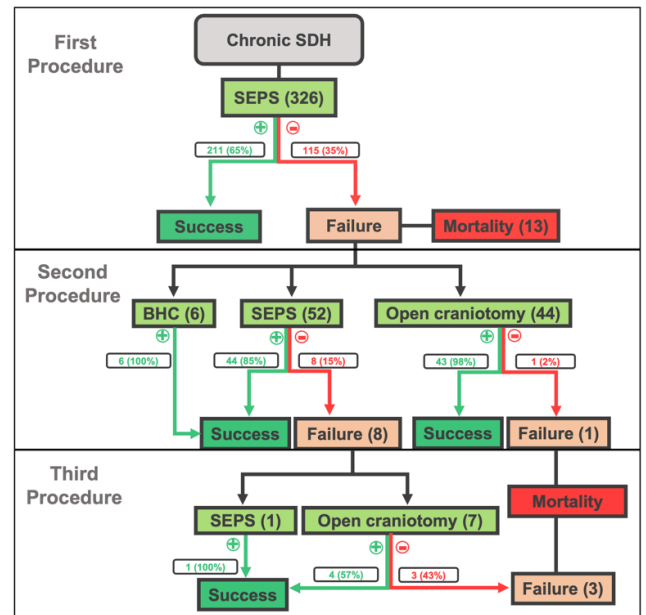 First
Procedure
Chronic SDH
SEPS (326)
211 (65%)
115 (35%)
Success
Failure
Mortality (13)
Second
Procedure
BHC (6)
SEPS (52)
Open craniotomy (44)
6 (100%)
44 (85%)
8 (15%)
43 (98%)
1 (2%)
Success
Failure (8)
Success
Failure (1)
Third
Procedure
SEPS (1)
Open craniotomy (7)
Mortality
1 (100%)
4 (57%)
3 (43%)
Success
Failure (3)